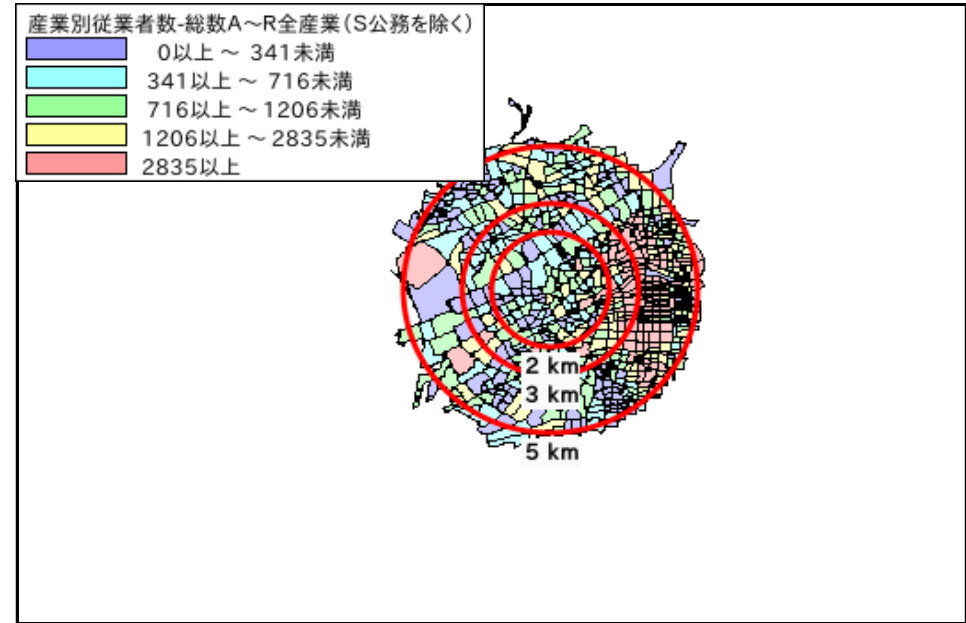 産業別従業者数-総数A～R全産業(S公務を除く)
0以上 ～ 341未満
341以上 ～ 716未満
716以上 ～ 1206未満
1206以上 ～ 2835未満
2835以上
2 km
3 km
5 km